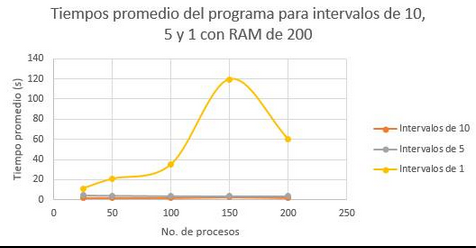 Tiempos promedio del programa para intervalos de 10,
5 y 1 con RAM de 200
Tiempo promedio (s)
140
120
100
80
60
40
20
0
0 50 100 150 200 250
No. de procesos
Intervalos de 10
Intervalos de 5
Intervalos de 1